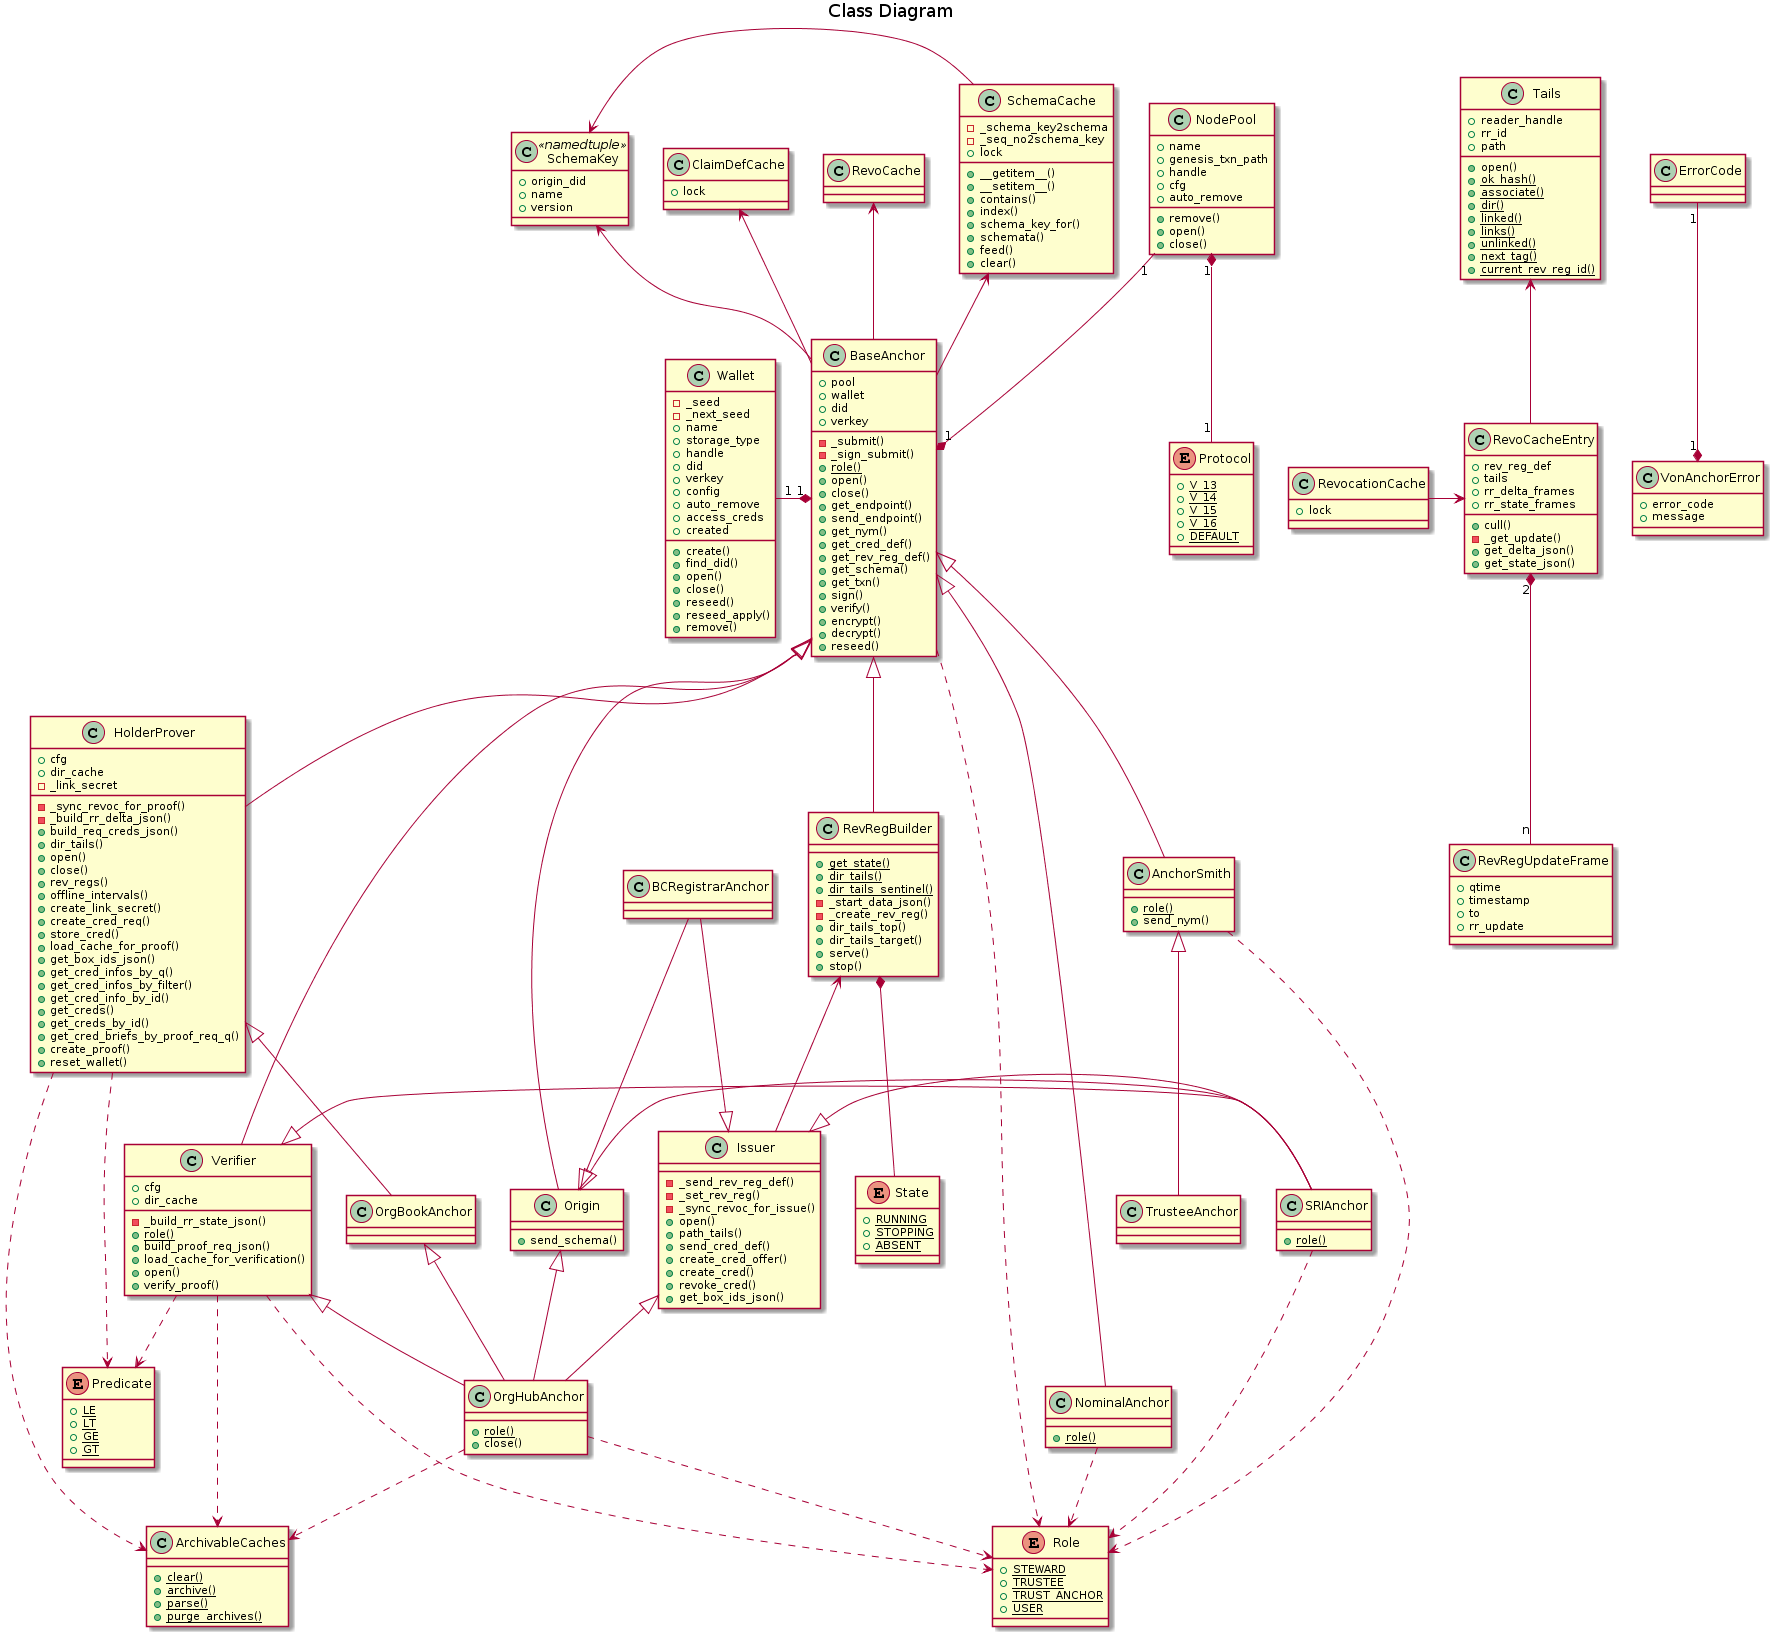 Class Diagram
C
«namedtuple»
SchemaKey
origin_did
name
version
C ClaimDefCache
lock
C RevoCache
C SchemaCache
_schema_key2schema
_seq_no2schema_key
lock
__getitem__()
__setitem__()
contains()
index()
schema_key_for()
schemata()
feed()
clear()
C NodePool
name
genesis_txn_path
handle
cfg
auto_remove
remove()
open()
close()
1
1
C Tails
reader_handle
rr_id
path
open()
ok_hash()
associate()
dir()
linked()
links()
unlinked()
next_tag()
current_rev_reg_id()
C ErrorCode
1
C Wallet
_seed
_next_seed
name
storage_type
handle
did
verkey
config
auto_remove
access_creds
created
create()
find_did()
open()
close()
reseed()
reseed_apply()
remove()
1 1
C BaseAnchor
pool
wallet
did
verkey
_submit()
_sign_submit()
role()
open()
close()
get_endpoint()
send_endpoint()
get_nym()
get_cred_def()
get_rev_reg_def()
get_schema()
get_txn()
sign()
verify()
encrypt()
decrypt()
reseed()
1
1
E Protocol
V_13
V_14
V_15
V_16
DEFAULT
C RevocationCache
lock
C RevoCacheEntry
rev_reg_def
tails
rr_delta_frames
rr_state_frames
cull()
_get_update()
get_delta_json()
get_state_json()
2
1
C VonAnchorError
error_code
message
C HolderProver
cfg
dir_cache
_link_secret
_sync_revoc_for_proof()
_build_rr_delta_json()
build_req_creds_json()
dir_tails()
open()
close()
rev_regs()
offline_intervals()
create_link_secret()
create_cred_req()
store_cred()
load_cache_for_proof()
get_box_ids_json()
get_cred_infos_by_q()
get_cred_infos_by_filter()
get_cred_info_by_id()
get_creds()
get_creds_by_id()
get_cred_briefs_by_proof_req_q()
create_proof()
reset_wallet()
C BCRegistrarAnchor
C RevRegBuilder
get_state()
dir_tails()
dir_tails_sentinel()
_start_data_json()
_create_rev_reg()
dir_tails_top()
dir_tails_target()
serve()
stop()
C AnchorSmith
role()
send_nym()
n
C RevRegUpdateFrame
qtime
timestamp
to
rr_update
C Verifier
cfg
dir_cache
_build_rr_state_json()
role()
build_proof_req_json()
load_cache_for_verification()
open()
verify_proof()
C OrgBookAnchor
C Origin
send_schema()
C Issuer
_send_rev_reg_def()
_set_rev_reg()
_sync_revoc_for_issue()
open()
path_tails()
send_cred_def()
create_cred_offer()
create_cred()
revoke_cred()
get_box_ids_json()
E State
RUNNING
STOPPING
ABSENT
C TrusteeAnchor
C SRIAnchor
role()
E Predicate
LE
LT
GE
GT
C OrgHubAnchor
role()
close()
C NominalAnchor
role()
C ArchivableCaches
clear()
archive()
parse()
purge_archives()
E Role
STEWARD
TRUSTEE
TRUST_ANCHOR
USER